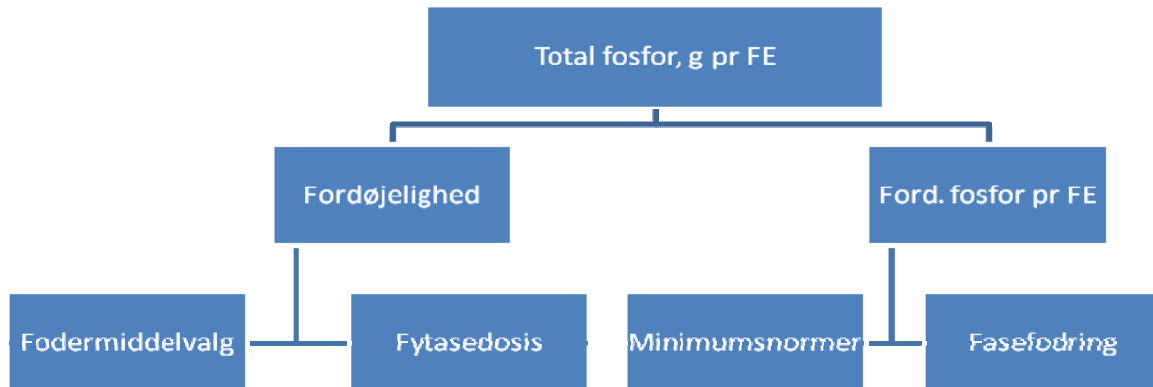 Total fosfor, g pr FE
Fordøjelighed
Ford. fosfor pr FE
Fodermiddelvalg
Fytasedosis
Minimumsnormer
Fasefodring